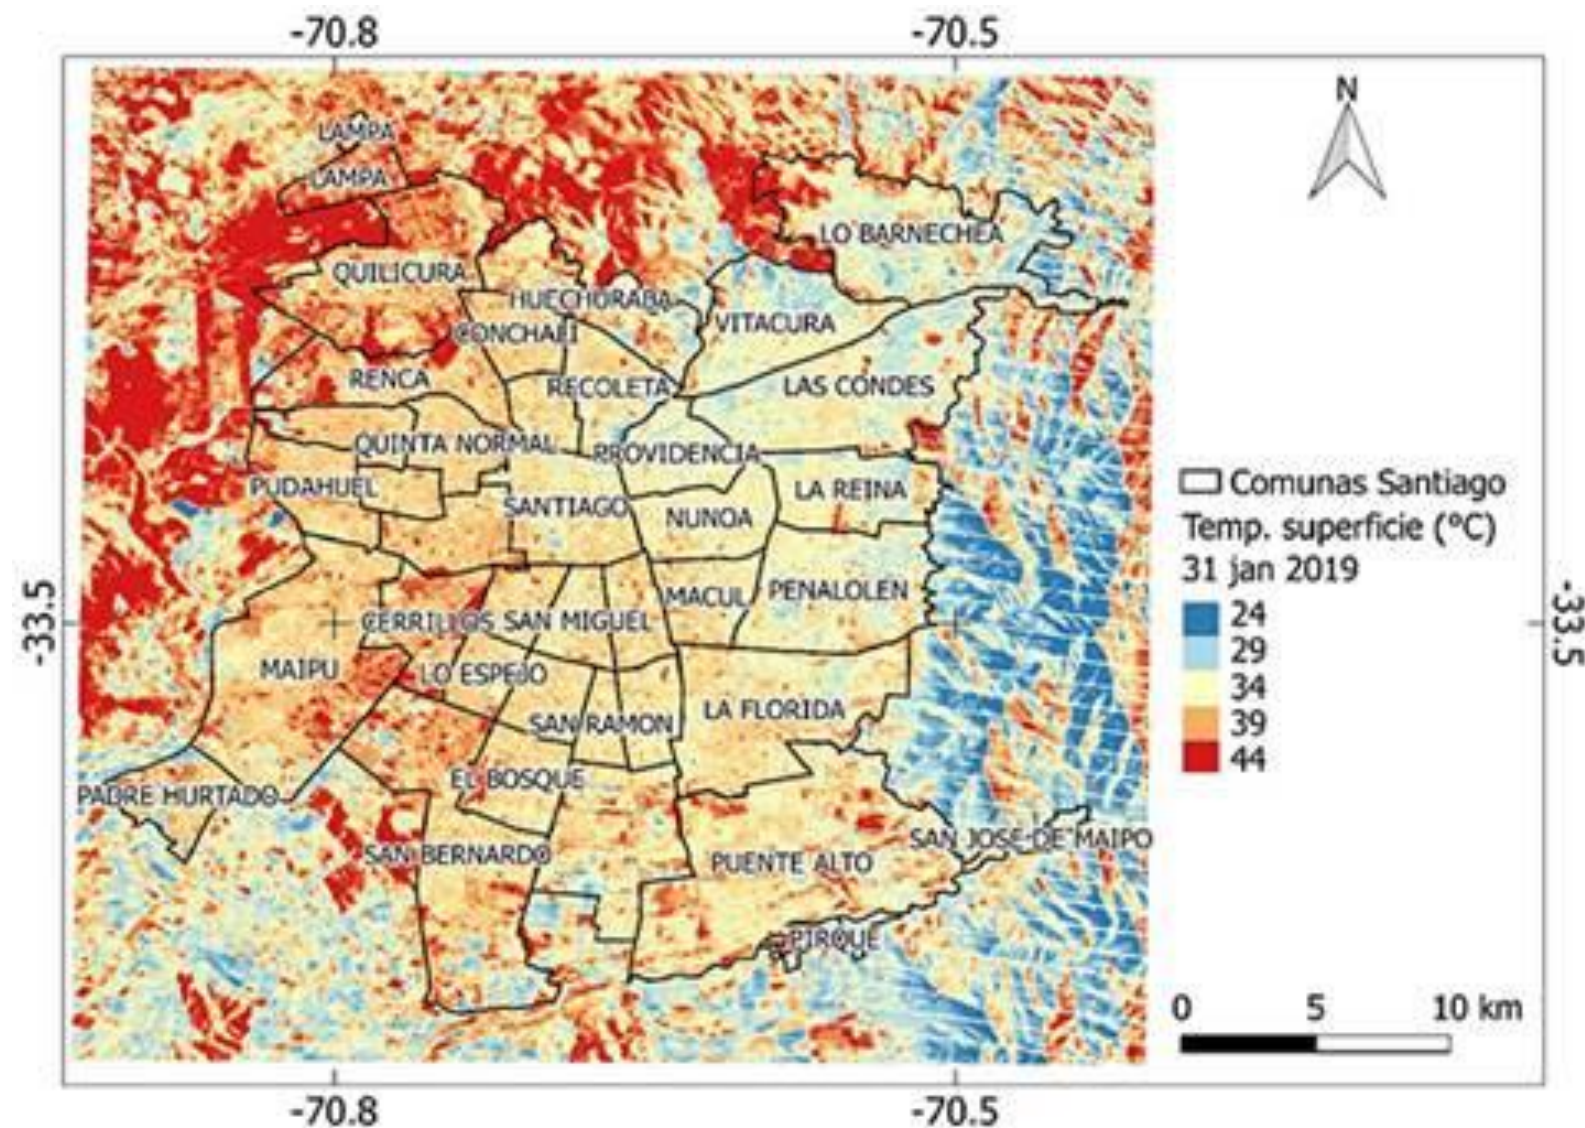 -70.8
-70.5
N
LAMPA
LAMPA
LO BARNECHEA
QUILICURA
HUECHURABA
VITACURA
CONCHALI
RENCA
RECOLETA
LAS CONDES
QUINTA NORMAL
PROVIDENCIA
PUDAHUEL
SANTIAGO
LA REINA
NUNOA
MACUL
PENALOLEN
CERRILLOS
SAN MIGUEL
MAIPU
LO ESPEJO
SAN RAMON
LA FLORIDA
EL BOSQUE
PADRE HURTADO
SAN BERNARDO
PUENTE ALTO
SAN JOSE DE MAIPO
PIRQUE
-33.5
-33.5
Comunas Santiago
Temp. superficie (°C)
31 jan 2019
24
29
34
39
44
0 5 10 km
-70.8
-70.5